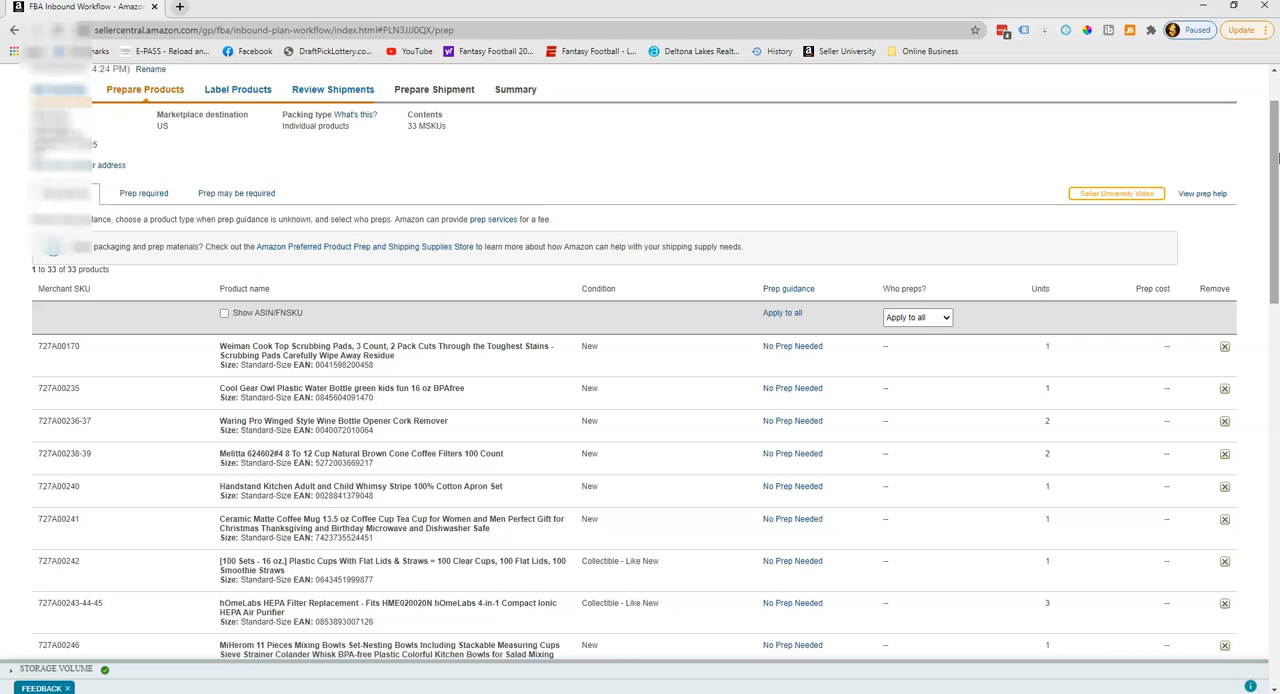 FBA Inbound Workflow - Amazo
sellercentral.amazon.com/gp/fba/inbound-plan-workflow/index.html#PLN3JJJ0QX/prep
Paused
Update
arks
E-PASS - Reload an...
Facebook
DraftPickLottery.co...
YouTube
Fantasy Football 20...
Fantasy Football - L...
Deltona Lakes Realt...
History
Seller University
Online Business
4:24 PM) Rename
Prepare Products
Label Products
Review Shipments
Prepare Shipment
Summary
Marketplace destination
Packing type What's this?
Contents
US
Individual products
33 MSKUs
5
r address
Prep required
Prep may be required
Seller University Video
View prep help
dance, choose a product type when prep guidance is unknown, and select who preps. Amazon can provide prep services for a fee.
packaging and prep materials? Check out the Amazon Preferred Product Prep and Shipping Supplies Store to learn more about how Amazon can help with your shipping supply needs.
1 to 33 of 33 products
Merchant SKU
Product name
Condition
Prep guidance
Who preps?
Units
Prep cost
Remove
Show ASIN/FNSKU
Apply to all
Apply to all
727A00170
Weiman Cook Top Scrubbing Pads, 3 Count, 2 Pack Cuts Through the Toughest Stains -
Scrubbing Pads Carefully Wipe Away Residue
Size: Standard-Size EAN: 0041598200458
New
No Prep Needed
--
1
--
727A00235
Cool Gear Owl Plastic Water Bottle green kids fun 16 oz BPAfree
Size: Standard-Size EAN: 0845604091470
New
No Prep Needed
--
1
--
727A00236-37
Waring Pro Winged Style Wine Bottle Opener Cork Remover
Size: Standard-Size EAN: 0040072010064
New
No Prep Needed
--
2
--
727A00238-39
Melitta 624602#4 8 To 12 Cup Natural Brown Cone Coffee Filters 100 Count
Size: Standard-Size EAN: 5272003669217
New
No Prep Needed
--
2
--
727A00240
Handstand Kitchen Adult and Child Whimsy Stripe 100% Cotton Apron Set
Size: Standard-Size EAN: 0028841379048
New
No Prep Needed
--
1
--
727A00241
Ceramic Matte Coffee Mug 13.5 oz Coffee Cup Tea Cup for Women and Men Perfect Gift for
Christmas Thanksgiving and Birthday Microwave and Dishwasher Safe
Size: Standard-Size EAN: 7423735524451
New
No Prep Needed
--
1
--
727A00242
[100 Sets - 16 oz.] Plastic Cups With Flat Lids & Straws = 100 Clear Cups, 100 Flat Lids, 100
Smoothie Straws
Size: Standard-Size EAN: 0643451999877
Collectible - Like New
No Prep Needed
--
1
--
727A00243-44-45
hOmeLabs HEPA Filter Replacement - Fits HME020020N hOmeLabs 4-in-1 Compact Ionic
HEPA Air Purifier
Size: Standard-Size EAN: 0853893007126
Collectible - Like New
No Prep Needed
--
3
--
727A00246
MiHerom 11 Pieces Mixing Bowls Set-Nesting Bowls Including Stackable Measuring Cups
Sieve Strainer Colander Whisk BPA-free Plastic Colorful Kitchen Bowls for Salad Mixing
New
No Prep Needed
--
1
--
STORAGE VOLUME
FEEDBACK